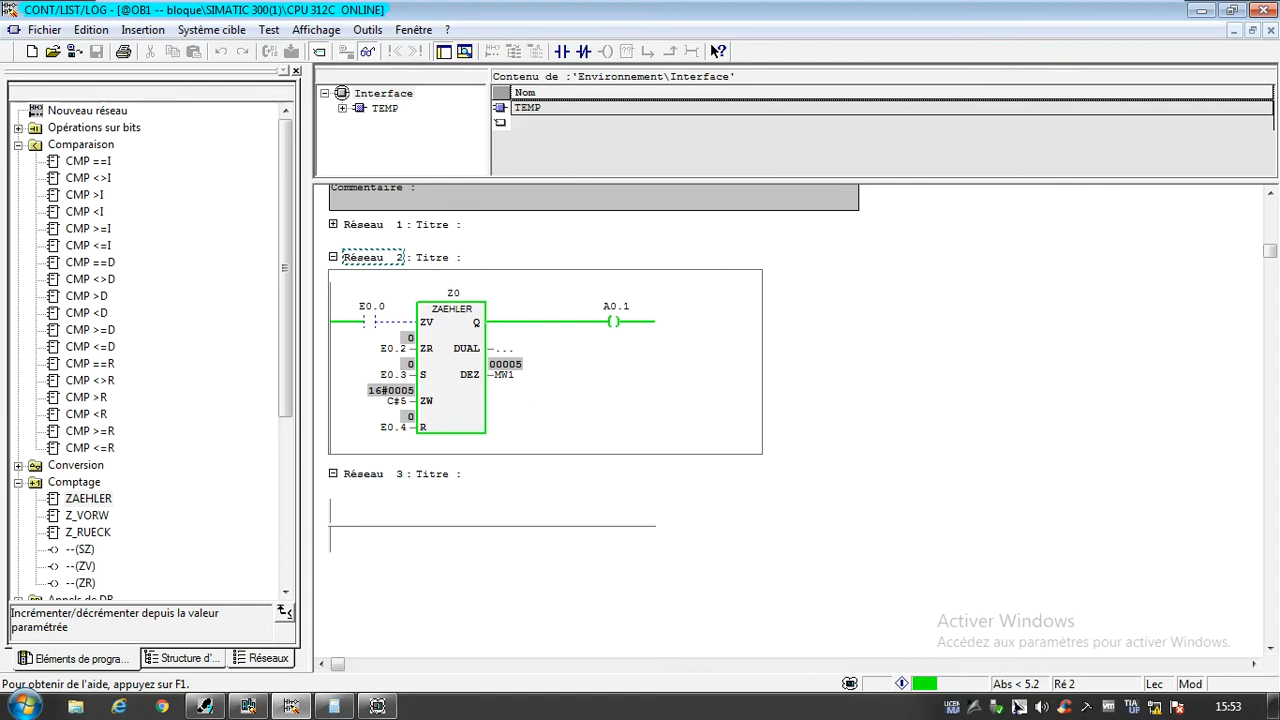 CONT/LIST/LOG - [@OB1 -- bloque\SIMATIC 300(1)\CPU 312C  ONLINE]
Fichier Edition Insertion Système cible Test Affichage Outils Fenêtre ?
Contenu de :'Environnement\Interface'
Interface
TEMP
Nom
TEMP
Nouveau réseau
Opérations sur bits
Comparaison
CMP ==I
CMP <>I
CMP >I
CMP <I
CMP >=I
CMP <=I
CMP ==D
CMP <>D
CMP >D
CMP <D
CMP >=D
CMP <=D
CMP ==R
CMP <>R
CMP >R
CMP <R
CMP >=R
CMP <=R
Conversion
Comptage
ZAEHLER
Z_VORW
Z_RUECK
--(SZ)
--(ZV)
--(ZR)
Appels de DB
Incrémenter/décrémenter depuis la valeur
paramétrée
Eléments de progra...
Structure d'...
Réseaux
Commentaire :
Réseau 1 : Titre :
Réseau 2 : Titre :
Z0
E0.0 ZAEHLER A0.1
ZV Q
0
E0.2 ZR DUAL ...
0 00005
E0.3 S DEZ MW1
16#0005
C#5 ZW
0
E0.4 R
Réseau 3 : Titre :
Activer Windows
Accédez aux paramètres pour activer Windows.
Pour obtenir de l'aide, appuyez sur F1.
Abs < 5.2 Ré 2 Lec Mod
TIA
UP
15:53